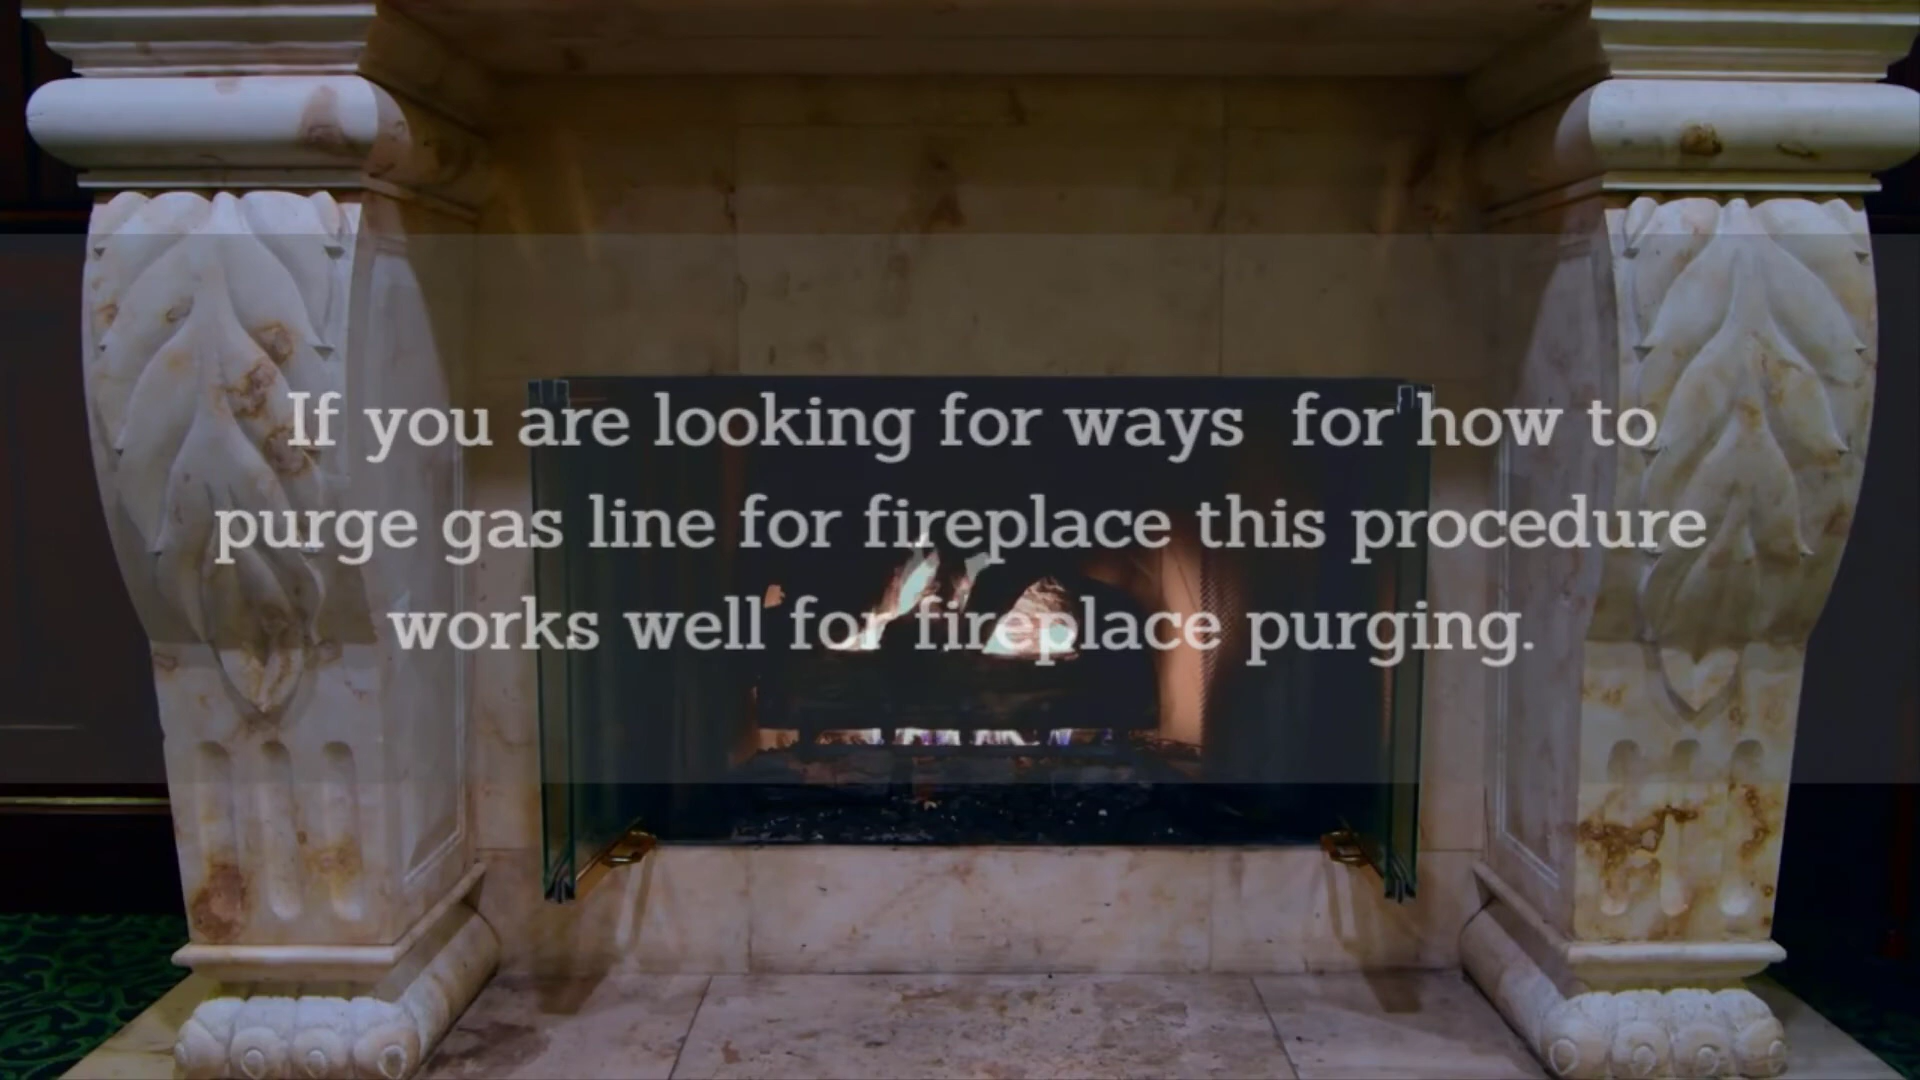 If you are looking for ways  for how to
purge gas line for fireplace this procedure
works well for fireplace purging.